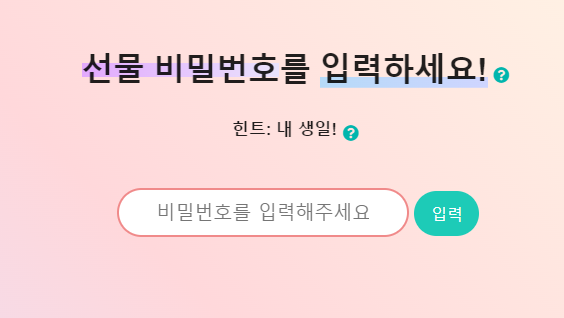 선물 비밀번호를 입력하세요! ?
힌트: 내 생일! ?
비밀번호를 입력해주세요 입력